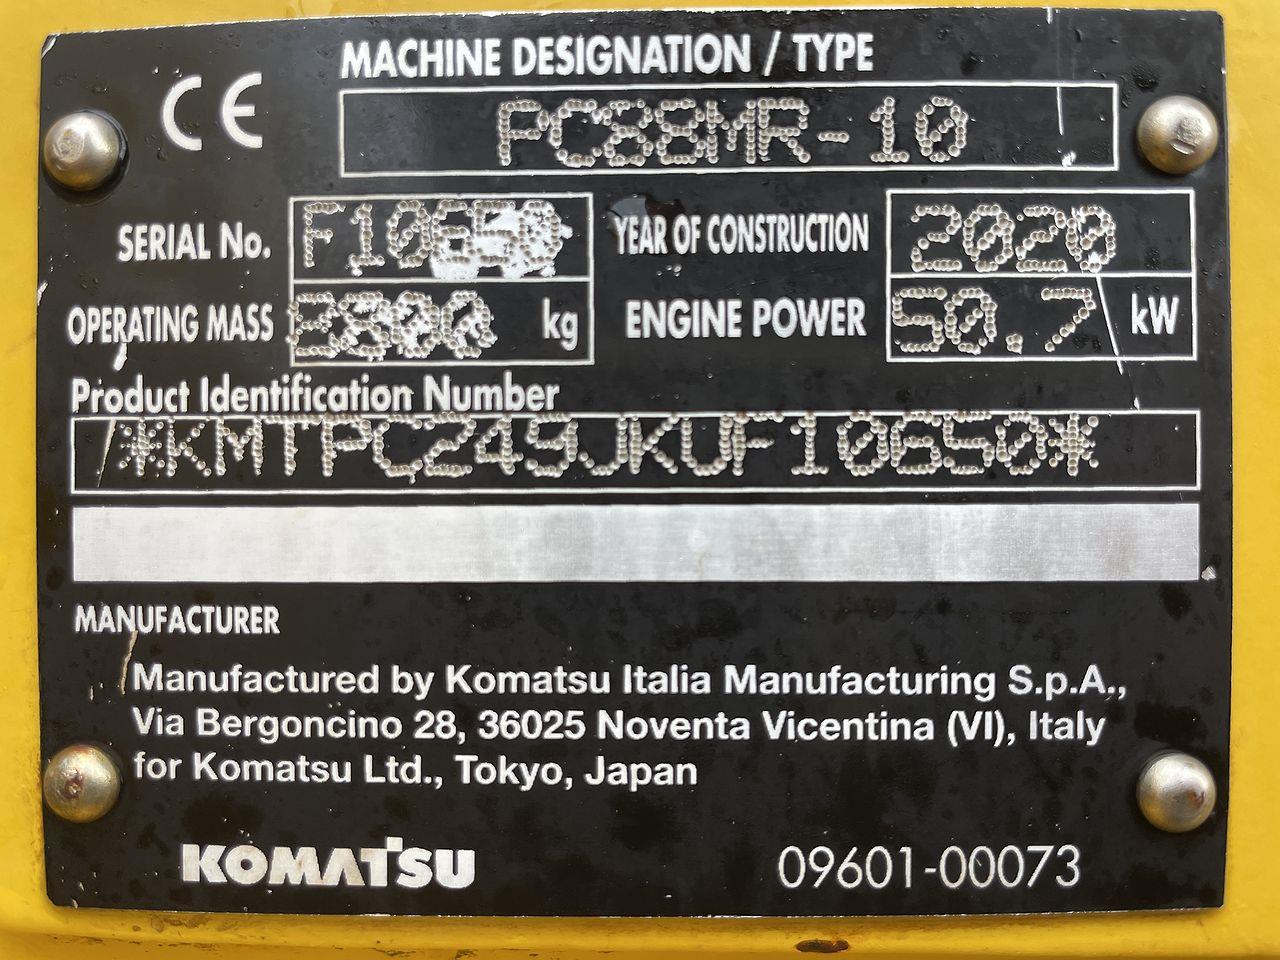 CE
MACHINE DESIGNATION / TYPE
PC88MR-10
SERIAL No. F10650
YEAR OF CONSTRUCTION 2020
OPERATING MASS kg
ENGINE POWER 50.7 kW
Product Identification Number
*KMTPC249JKUF10650*
MANUFACTURER
Manufactured by Komatsu Italia Manufacturing S.p.A.,
Via Bergoncino 28, 36025 Noventa Vicentina (VI), Italy
for Komatsu Ltd., Tokyo, Japan
KOMATSU
09601-00073